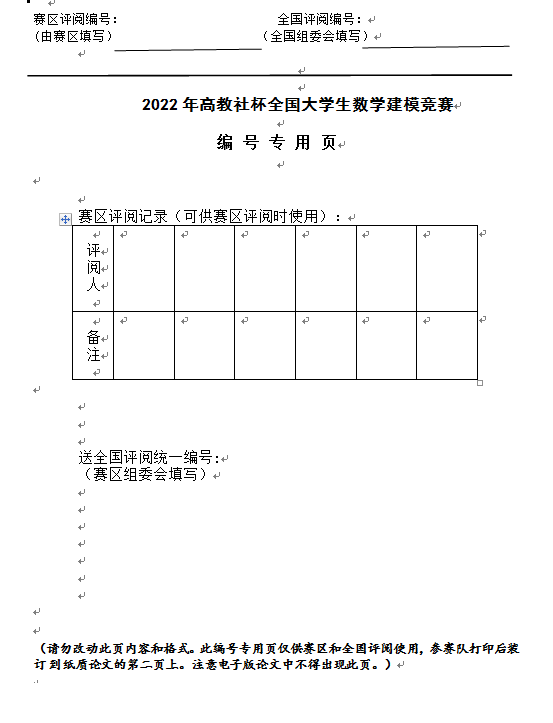 赛区评阅编号： 全国评阅编号：
（由赛区填写） （全国组委会填写）
2022 年高教社杯全国大学生数学建模竞赛
编 号 专 用 页
赛区评阅记录（可供赛区评阅时使用）：
评
阅
人
备
注
送全国评阅统一编号：
（赛区组委会填写）
（请勿改动此页内容和格式。此编号专用页仅供赛区和全国评阅使用，参赛队打印后装
订到纸质论文的第二页上。注意电子版论文中不得出现此页。）